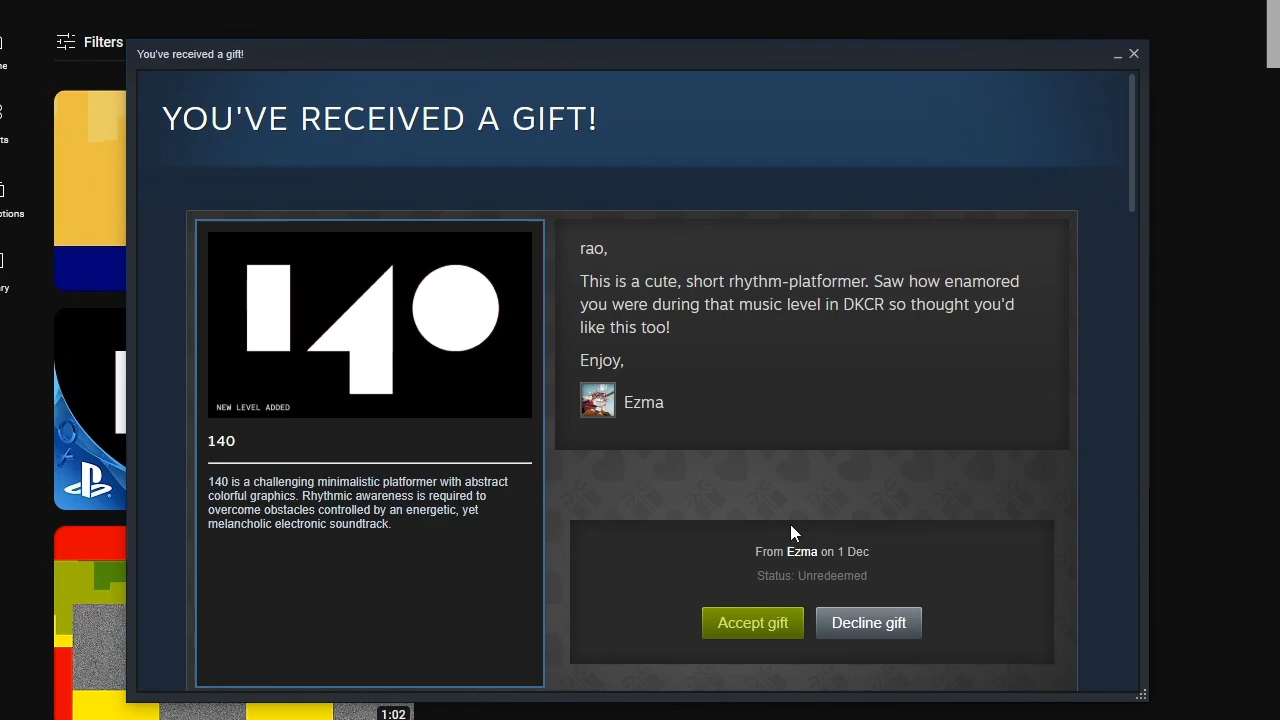 Filters
You've received a gift!
YOU'VE RECEIVED A GIFT!
140
NEW LEVEL ADDED
140
140 is a challenging minimalistic platformer with abstract
colorful graphics. Rhythmic awareness is required to
overcome obstacles controlled by an energetic, yet
melancholic electronic soundtrack.
rao,
This is a cute, short rhythm-platformer. Saw how enamored
you were during that music level in DKCR so thought you'd
like this too!
Enjoy,
Ezma
From Ezma on 1 Dec
Status: Unredeemed
Accept gift
Decline gift
1:02